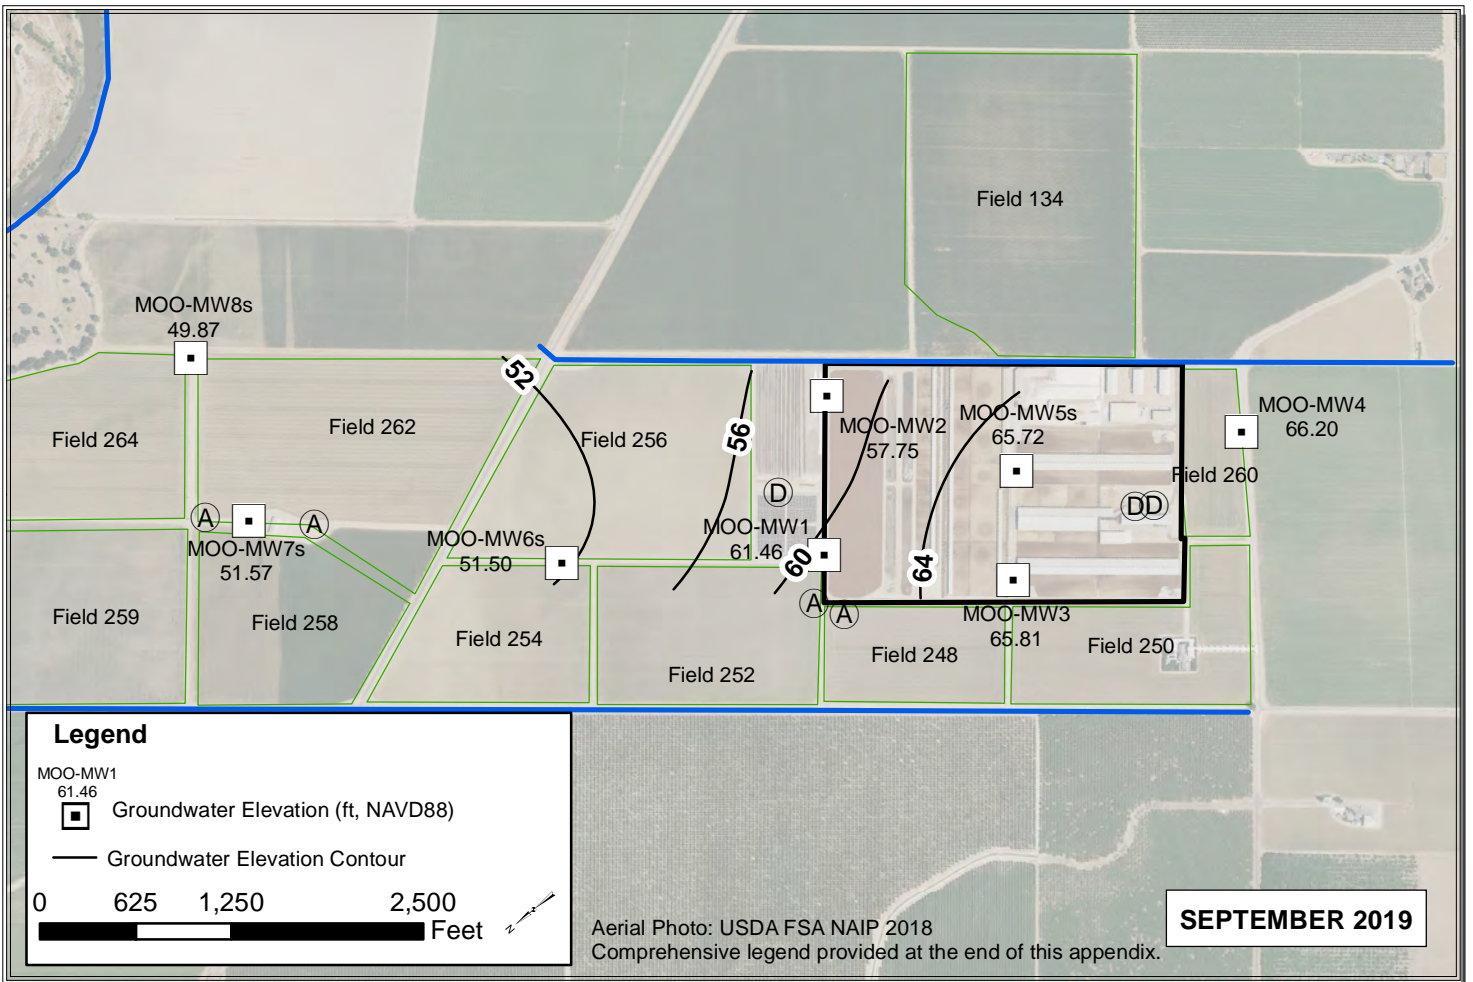 Field 134
MOO-MW8s
49.87
52
Field 264
Field 262
Field 256
56
MOO-MW2
57.75
MOO-MW5s
65.72
MOO-MW4
66.20
Field 260
D
DD
A
A
MOO-MW7s
51.57
MOO-MW6s
51.50
MOO-MW1
61.46
60
64
A
A
MOO-MW3
65.81
Field 259
Field 258
Field 254
Field 252
Field 248
Field 250
Legend
MOO-MW1
61.46
Groundwater Elevation (ft, NAVD88)
Groundwater Elevation Contour
0 625 1,250 2,500
Feet
Aerial Photo: USDA FSA NAIP 2018
Comprehensive legend provided at the end of this appendix.
SEPTEMBER 2019